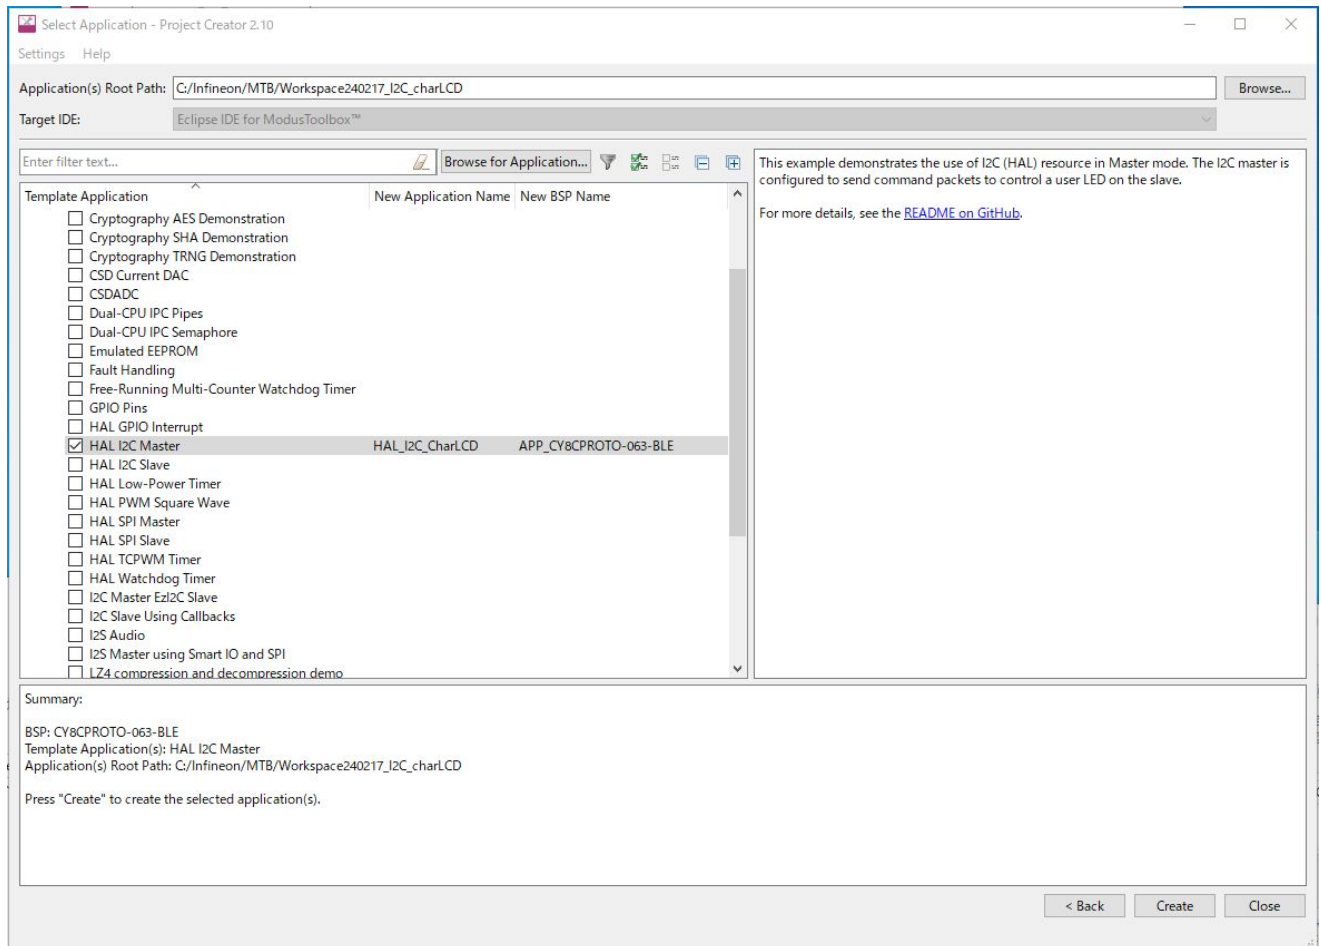 Select Application - Project Creator 2.10
Settings Help
Application(s) Root Path: C:/Infineon/MTB/Workspace240217_I2C_charLCD Browse...
Target IDE: Eclipse IDE for ModusToolbox™
Enter filter text... Browse for Application...
Template Application New Application Name New BSP Name
Cryptography AES Demonstration
Cryptography SHA Demonstration
Cryptography TRNG Demonstration
CSD Current DAC
CSDADC
Dual-CPU IPC Pipes
Dual-CPU IPC Semaphore
Emulated EEPROM
Fault Handling
Free-Running Multi-Counter Watchdog Timer
GPIO Pins
HAL GPIO Interrupt
HAL I2C Master HAL_I2C_CharLCD APP_CY8CPROTO-063-BLE
HAL I2C Slave
HAL Low-Power Timer
HAL PWM Square Wave
HAL SPI Master
HAL SPI Slave
HAL TCPWM Timer
HAL Watchdog Timer
I2C Master EzI2C Slave
I2C Slave Using Callbacks
I2S Audio
I2S Master using Smart IO and SPI
LZ4 compression and decompression demo
This example demonstrates the use of I2C (HAL) resource in Master mode. The I2C master is
configured to send command packets to control a user LED on the slave.
For more details, see the README on GitHub.
Summary:
BSP: CY8CPROTO-063-BLE
Template Application(s): HAL I2C Master
Application(s) Root Path: C:/Infineon/MTB/Workspace240217_I2C_charLCD
Press "Create" to create the selected application(s).
< Back Create Close